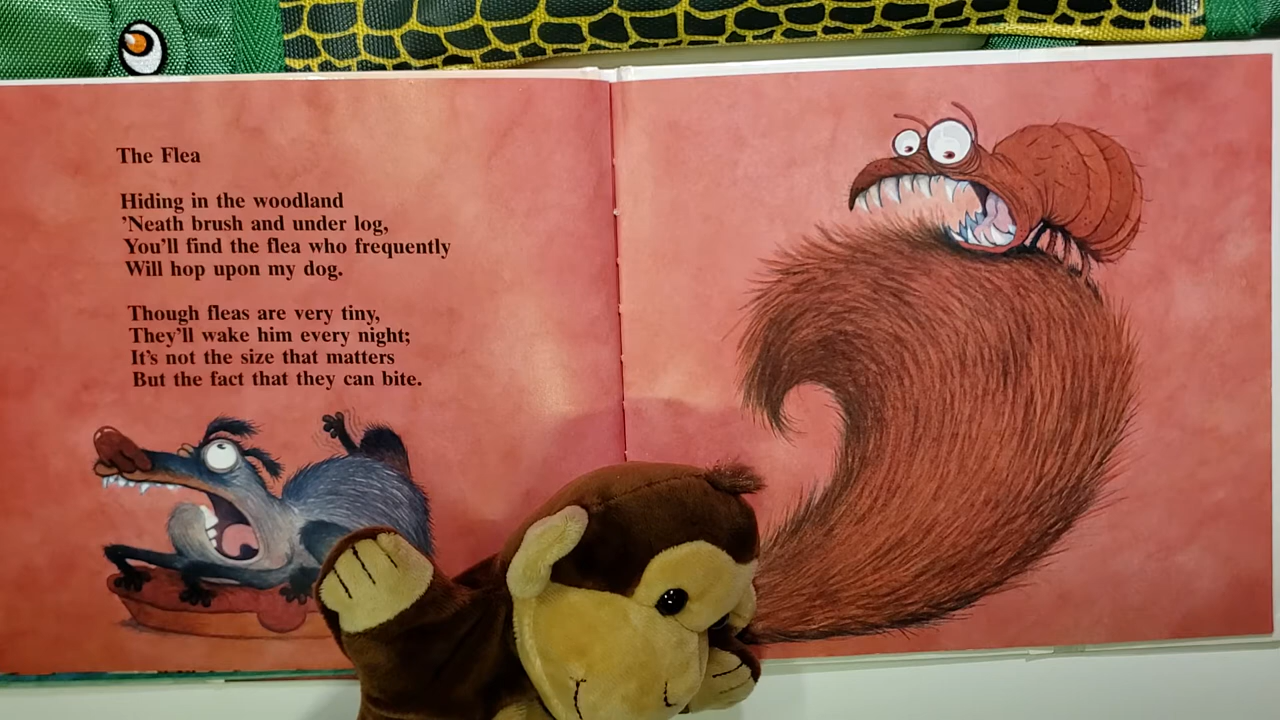 The Flea
Hiding in the woodland
’Neath brush and under log,
You’ll find the flea who frequently
Will hop upon my dog.
Though fleas are very tiny,
They’ll wake him every night;
It’s not the size that matters
But the fact that they can bite.